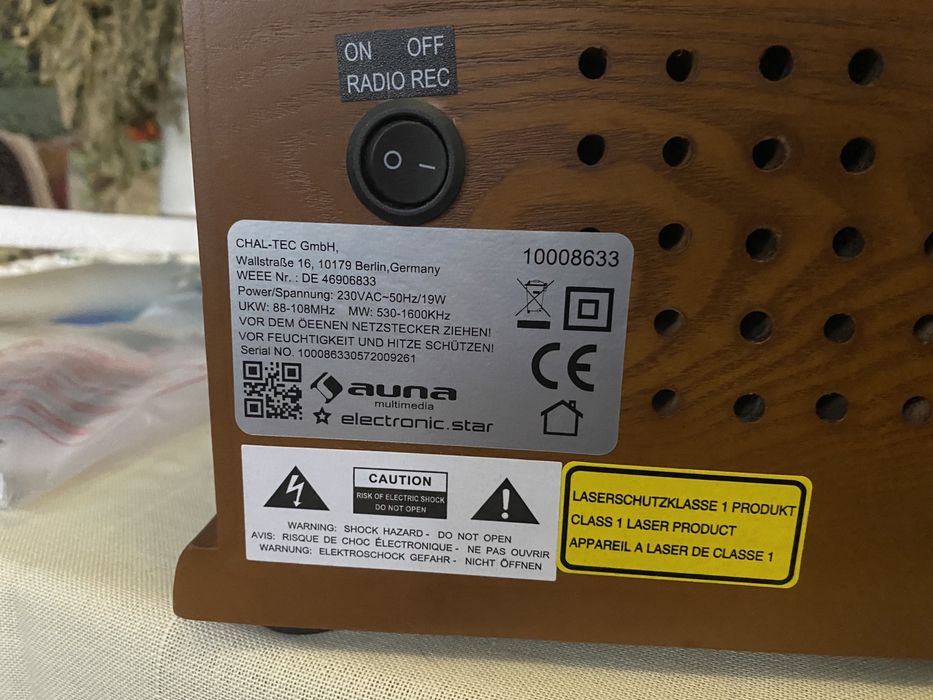 ON OFF
RADIO REC
O I
CHAL-TEC GmbH,
10008633
Wallstraße 16, 10179 Berlin,Germany
WEEE Nr. : DE 46906833
Power/Spannung: 230VAC~50Hz/19W
UKW: 88-108MHz MW: 530-1600KHz
VOR DEM ÖEENEN NETZSTECKER ZIEHEN!
VOR FEUCHTIGKEIT UND HITZE SCHÜTZEN!
Serial NO. 100086330572009261
CE
auna
multimedia
electronic.star
CAUTION
RISK OF ELECTRIC SHOCK
DO NOT OPEN
WARNING: SHOCK HAZARD - DO NOT OPEN
AVIS: RISQUE DE CHOC ÉLECTRONIQUE - NE PAS OUVRIR
WARNUNG: ELEKTROSCHOCK GEFAHR - NICHT ÖFFNEN
LASERSCHUTZKLASSE 1 PRODUKT
CLASS 1 LASER PRODUCT
APPAREIL A LASER DE CLASSE 1